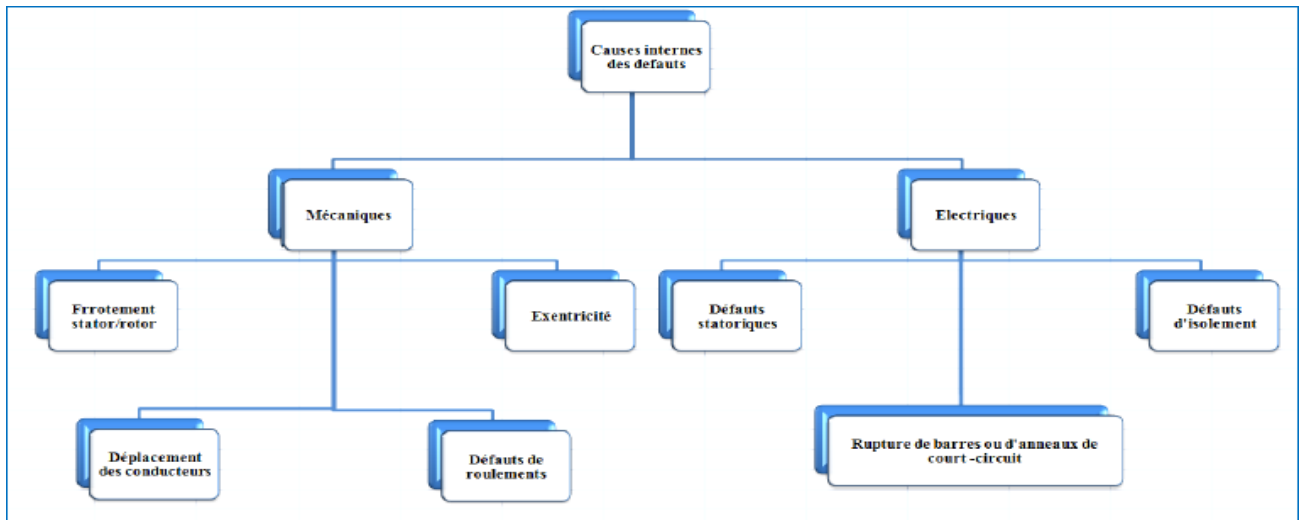 Causes internes
des defauts
Mécaniques
Electriques
Frrotement
stator/rotor
Exentricité
Défauts
statoriques
Défauts
d'isolement
Déplacement
des conducteurs
Défauts de
roulements
Rupture de barres ou d'anneaux de
court -circuit